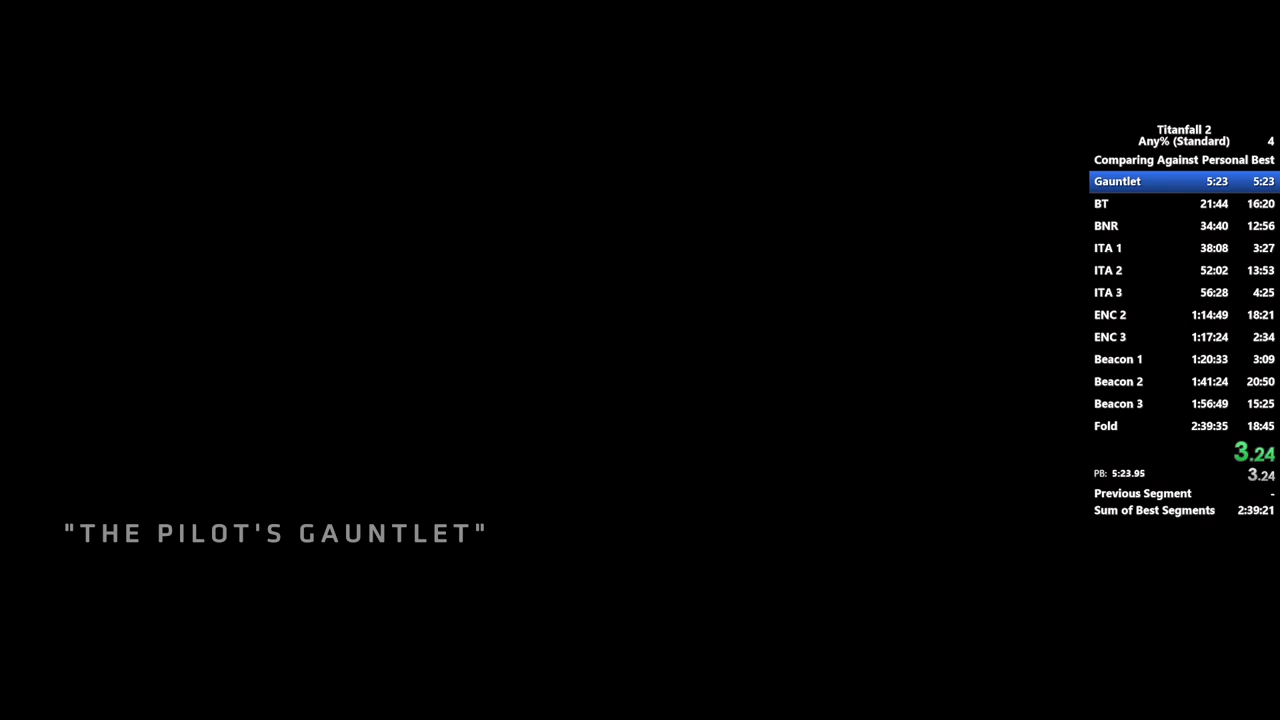 Titanfall 2
Any% (Standard) 4
Comparing Against Personal Best
Gauntlet 5:23 5:23
BT 21:44 16:20
BNR 34:40 12:56
ITA 1 38:08 3:27
ITA 2 52:02 13:53
ITA 3 56:28 4:25
ENC 2 1:14:49 18:21
ENC 3 1:17:24 2:34
Beacon 1 1:20:33 3:09
Beacon 2 1:41:24 20:50
Beacon 3 1:56:49 15:25
Fold 2:39:35 18:45
3.24
PB: 5:23.95 3.24
Previous Segment -
Sum of Best Segments 2:39:21
"THE PILOT'S GAUNTLET"